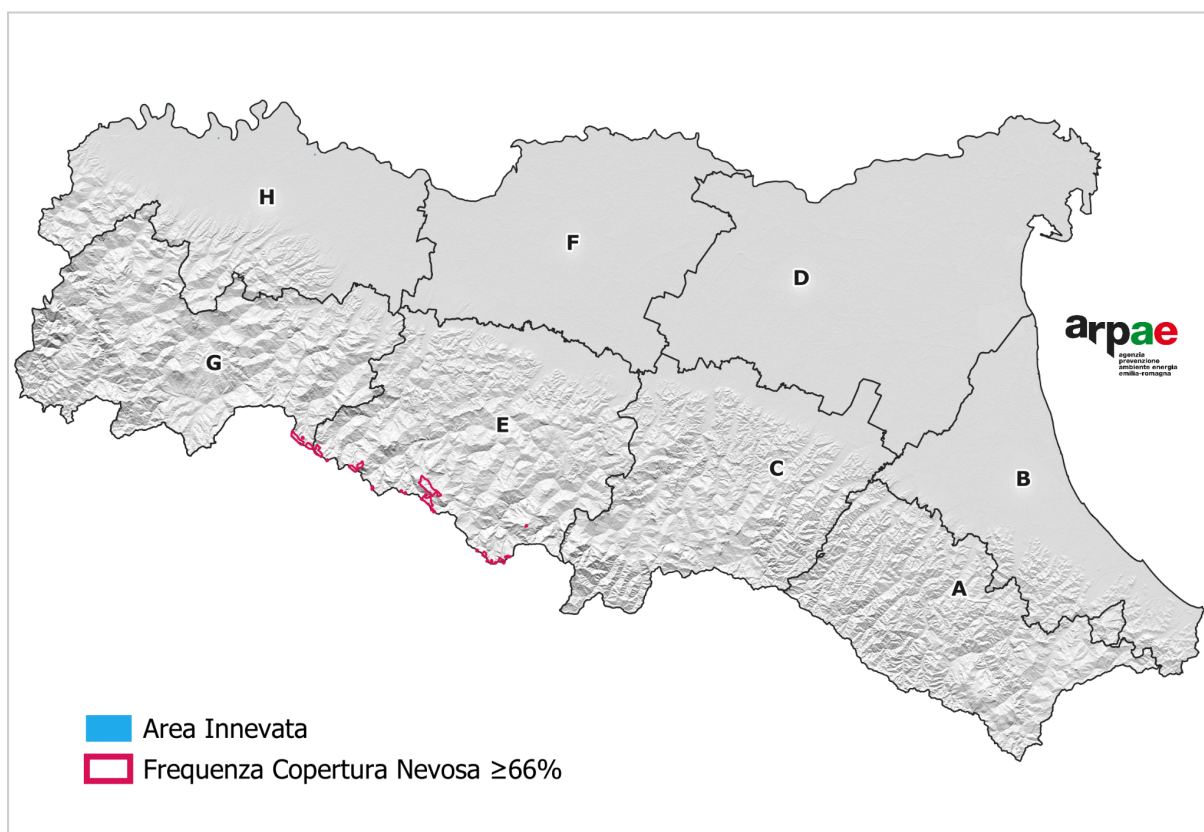 H
F
D
G
E
C
B
A
arpae
agenzia
prevenzione
ambiente energia
emilia-romagna
Area Innevata
Frequenza Copertura Nevosa ≥66%